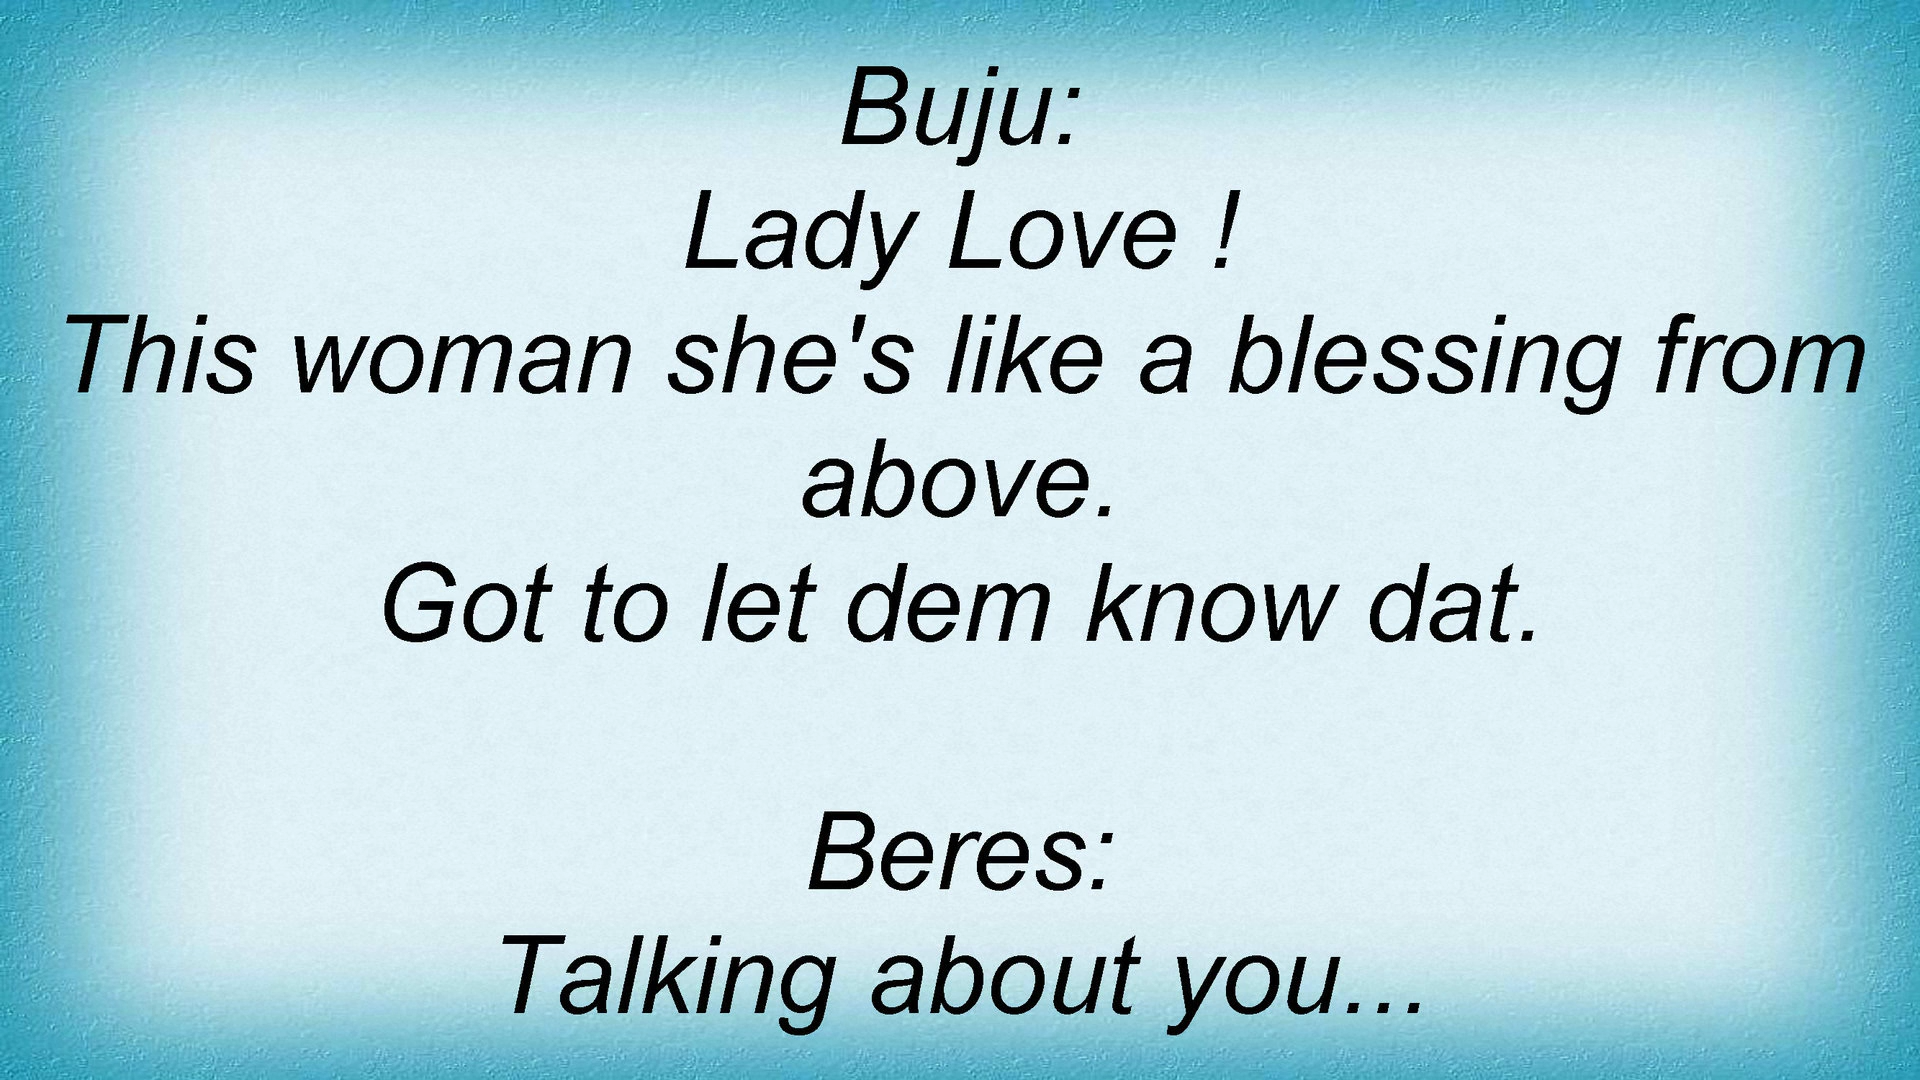 Buju:
Lady Love !
This woman she's like a blessing from
above.
Got to let dem know dat.
Beres:
Talking about you...